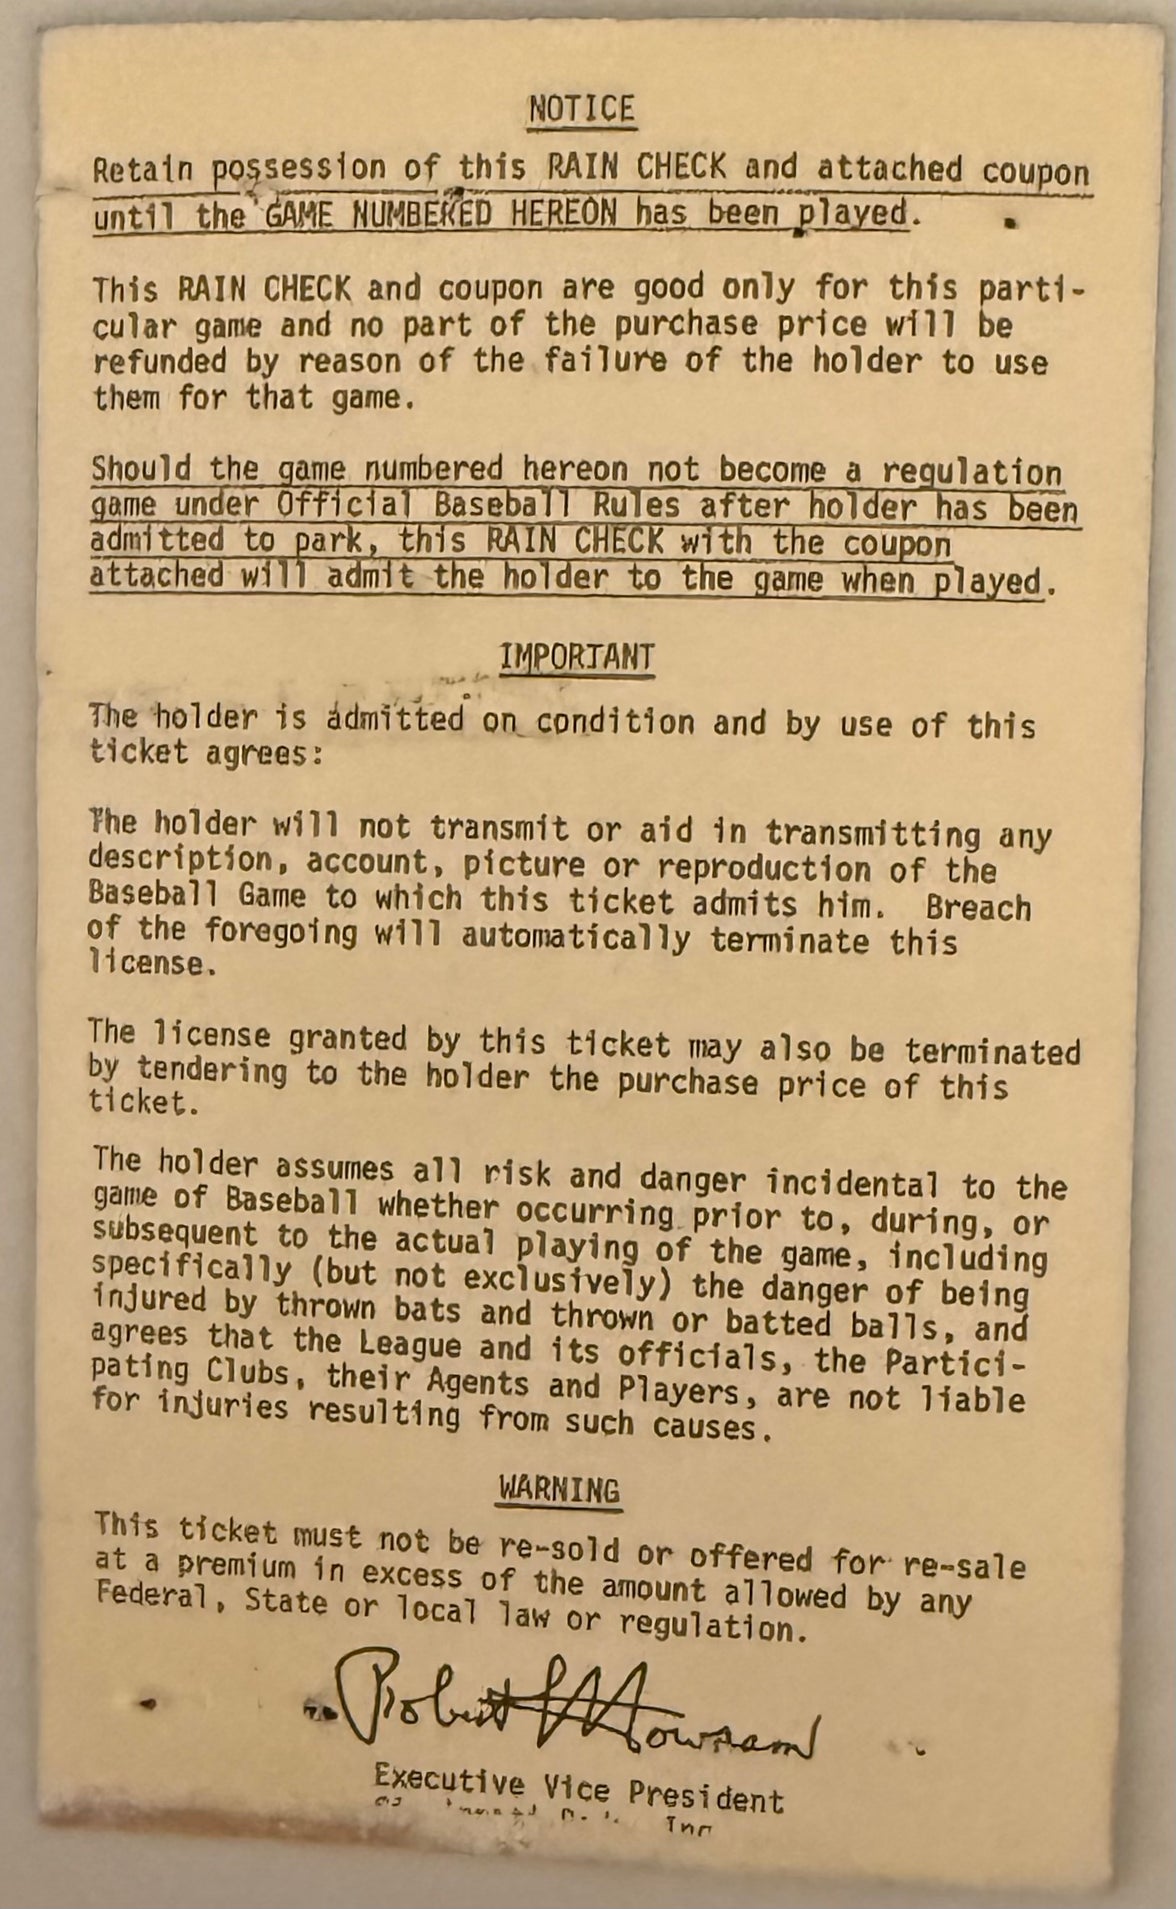 NOTICE
Retain possession of this RAIN CHECK and attached coupon
until the GAME NUMBERED HEREON has been played.
This RAIN CHECK and coupon are good only for this parti-
cular game and no part of the purchase price will be
refunded by reason of the failure of the holder to use
them for that game.
Should the game numbered hereon not become a regulation
game under Official Baseball Rules after holder has been
admitted to park, this RAIN CHECK with the coupon
attached will admit the holder to the game when played.
IMPORTANT
The holder is admitted on condition and by use of this
ticket agrees:
The holder will not transmit or aid in transmitting any
description, account, picture or reproduction of the
Baseball Game to which this ticket admits him. Breach
of the foregoing will automatically terminate this
license.
The license granted by this ticket may also be terminated
by tendering to the holder the purchase price of this
ticket.
The holder assumes all risk and danger incidental to the
game of Baseball whether occurring prior to, during, or
subsequent to the actual playing of the game, including
specifically (but not exclusively) the danger of being
injured by thrown bats and thrown or batted balls, and
agrees that the League and its officials, the Partici-
pating Clubs, their Agents and Players, are not liable
for injuries resulting from such causes.
WARNING
This ticket must not be re-sold or offered for re-sale
at a premium in excess of the amount allowed by any
Federal, State or local law or regulation.
Robert
Executive Vice President
Inc